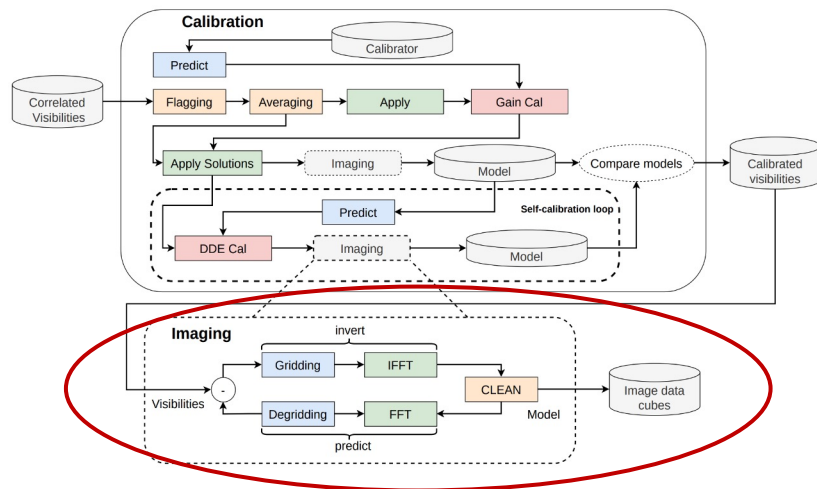 Calibration
Calibrator
Predict
Correlated
Visibilities
Flagging
Averaging
Apply
Gain Cal
Apply Solutions
Imaging
Model
Compare models
Calibrated
visibilities
Predict
Self-calibration loop
DDE Cal
Imaging
Model
Imaging
invert
Gridding
IFFT
-
Visibilities
CLEAN
Model
Image data
cubes
Degridding
FFT
predict